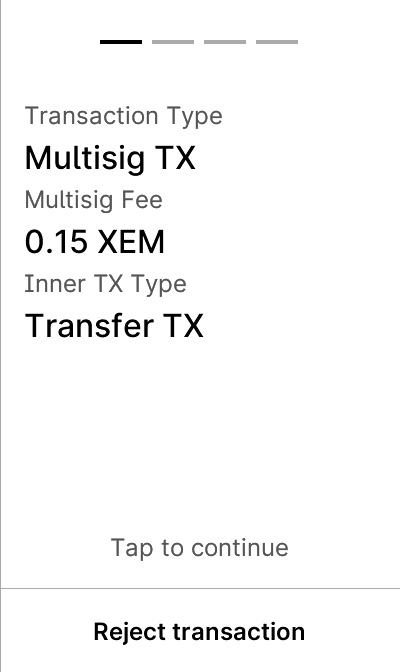 Transaction Type
Multisig TX
Multisig Fee
0.15 XEM
Inner TX Type
Transfer TX
Tap to continue
Reject transaction